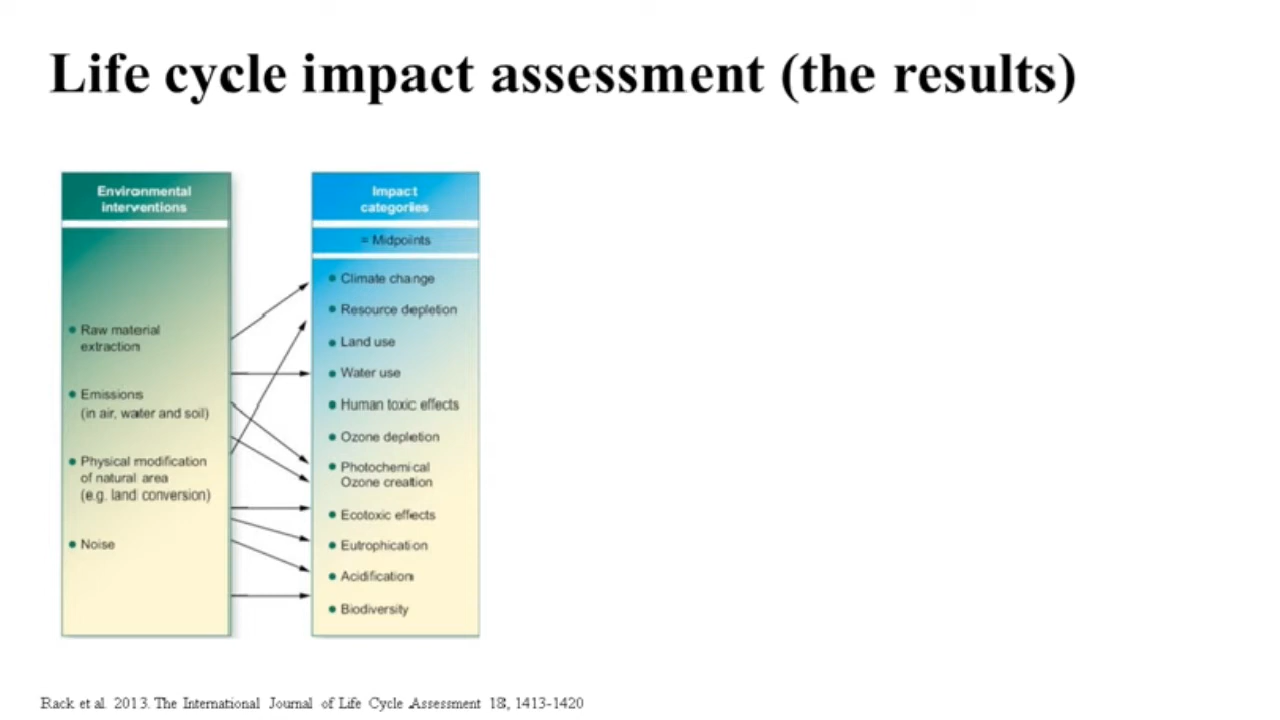 Life cycle impact assessment (the results)
Environmental
interventions
• Raw material
extraction
• Emissions
(in air, water and soil)
• Physical modification
of natural area
(e.g. land conversion)
• Noise
Impact
categories
= Midpoints
• Climate change
• Resource depletion
• Land use
• Water use
• Human toxic effects
• Ozone depletion
• Photochemical
Ozone creation
• Ecotoxic effects
• Eutrophication
• Acidification
• Biodiversity
Rack et al. 2013. The International Journal of Life Cycle Assessment 18, 1413-1420